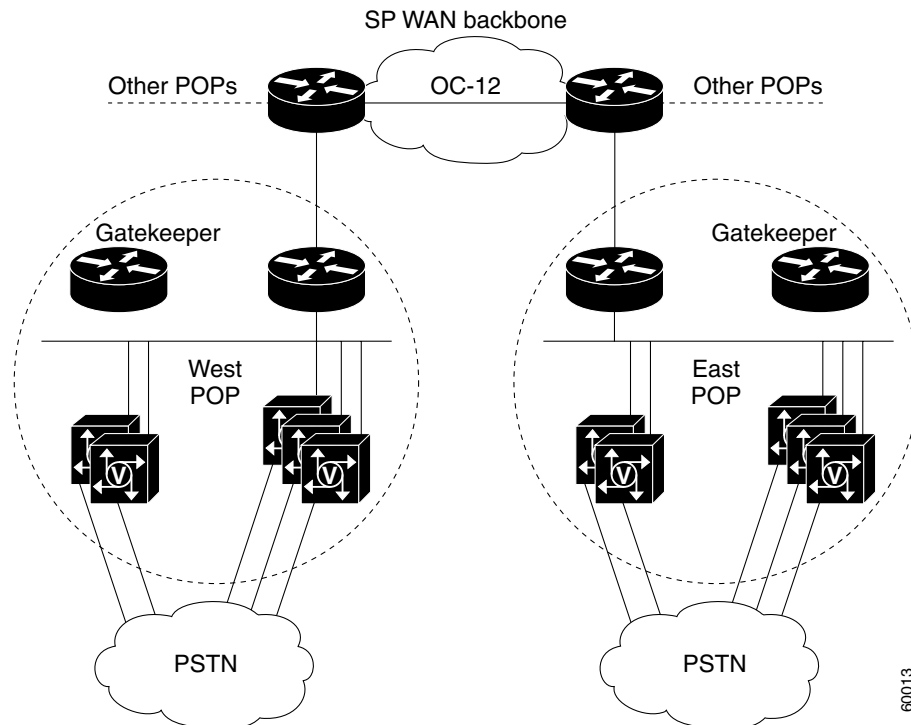 SP WAN backbone
Other POPs
OC-12
Other POPs
Gatekeeper
Gatekeeper
West
POP
East
POP
V
V
V
V
PSTN
PSTN
60013